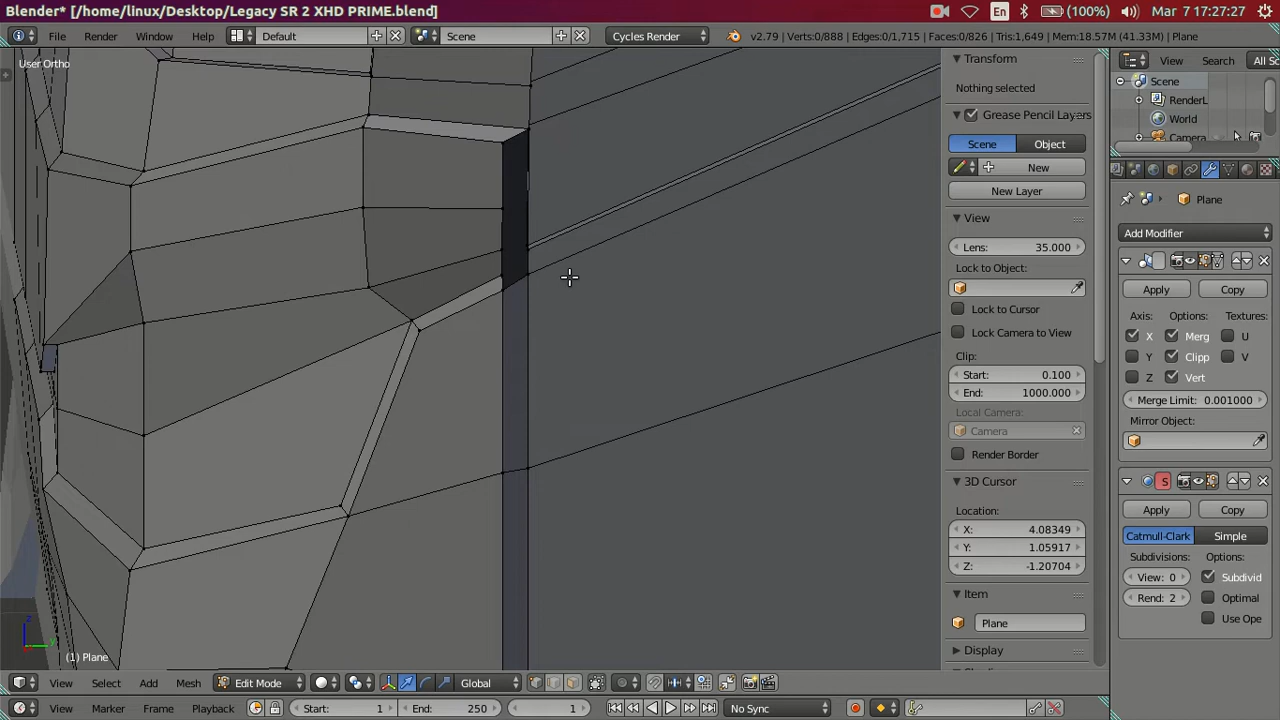 Blender* [/home/linux/Desktop/Legacy SR 2 XHD PRIME.blend]
En (100%) Mar 7 17:27:27
File Render Window Help Default Scene Cycles Render v2.79 | Verts:0/888 | Edges:0/1,715 | Faces:0/826 | Tris:1,649 | Mem:18.57M (41.33M) | Plane
User Ortho
Transform
Nothing selected
Grease Pencil Layers
Scene Object
New
New Layer
View
Lens: 35.000
Lock to Object:
Lock to Cursor
Lock Camera to View
Clip:
Start: 0.100
End: 1000.000
Local Camera:
Camera
Render Border
3D Cursor
Location:
X: 4.08349
Y: 1.05917
Z: -1.20704
Item
Plane
Display
View Search All Sc
Scene
RenderL
World
Camera
Plane
Add Modifier
Apply Copy
Axis: Options: Textures:
X Merg U
Y Clipp V
Z Vert
Merge Limit: 0.001000
Mirror Object:
S
Apply Copy
Catmull-Clark Simple
Subdivisions: Options:
View: 0 Subdivid
Rend: 2 Optimal
Use Ope
z
y
(1) Plane
View Select Add Mesh Edit Mode Global
View Marker Frame Playback Start: 1 End: 250 1 No Sync